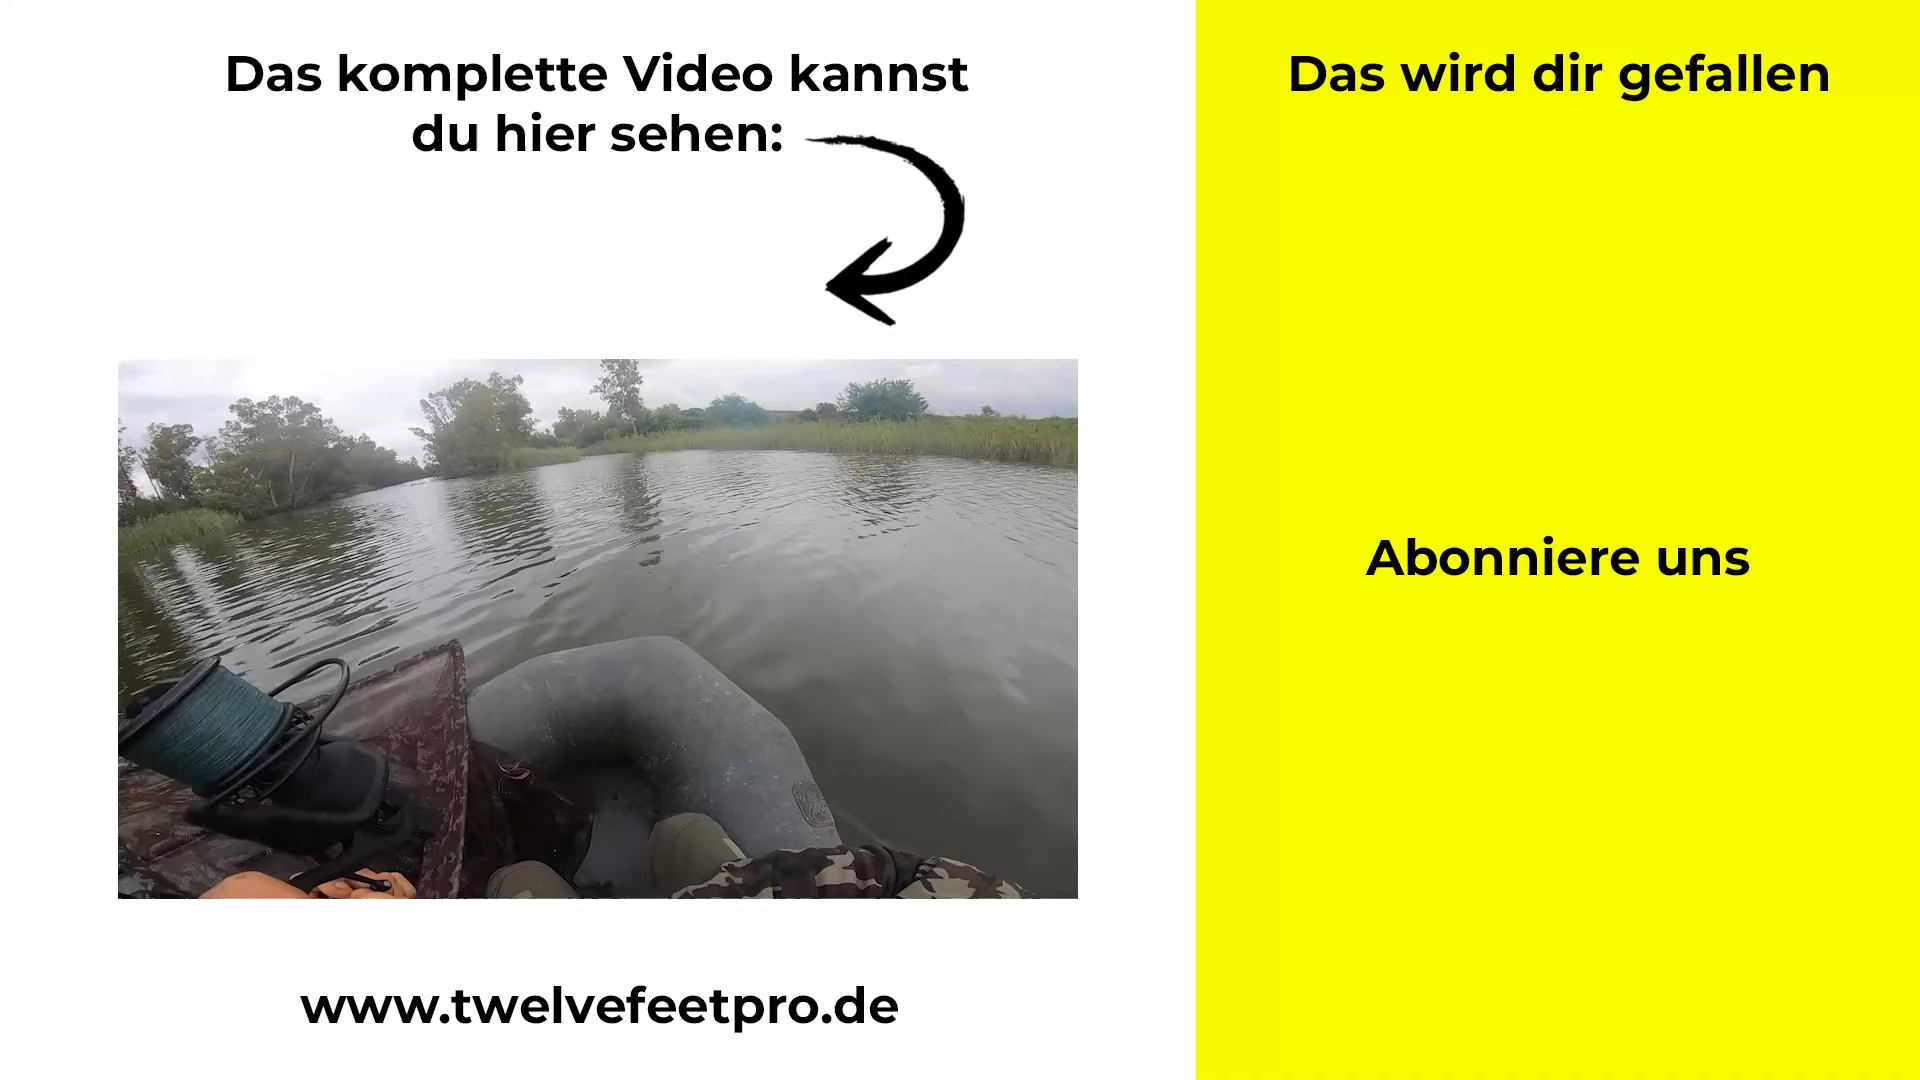 Das komplette Video kannst
du hier sehen:
www.twelvefeetpro.de
Das wird dir gefallen
Abonniere uns